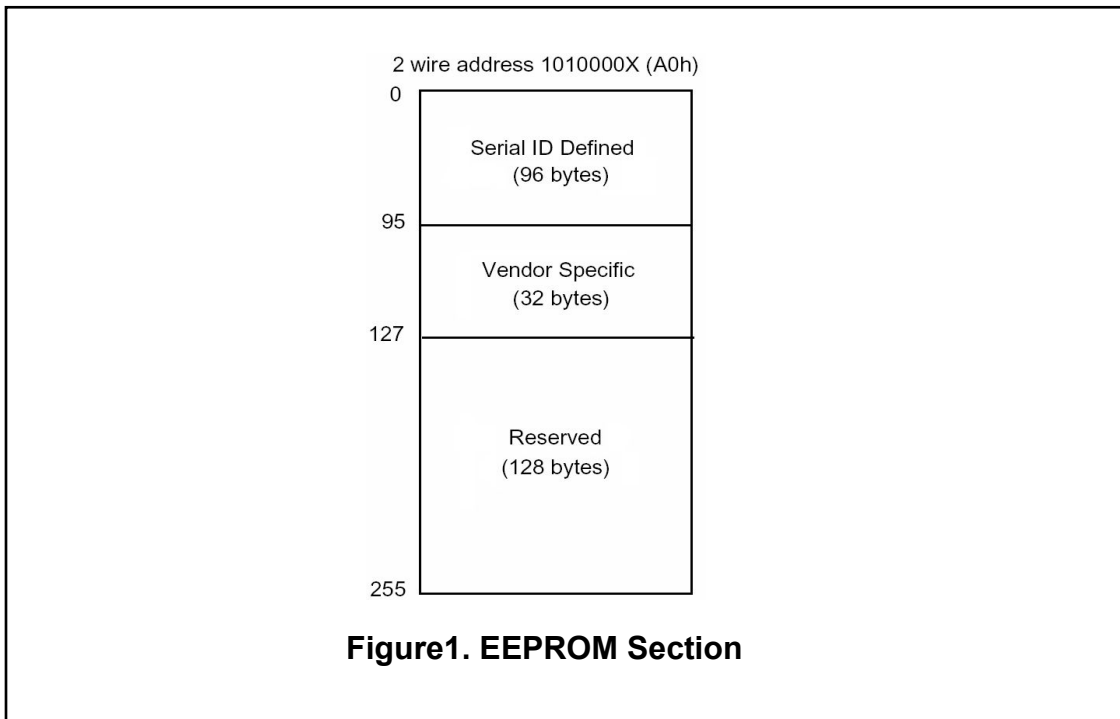 2 wire address 1010000X (A0h)
0
Serial ID Defined
(96 bytes)
95
Vendor Specific
(32 bytes)
127
Reserved
(128 bytes)
255
Figure1. EEPROM Section